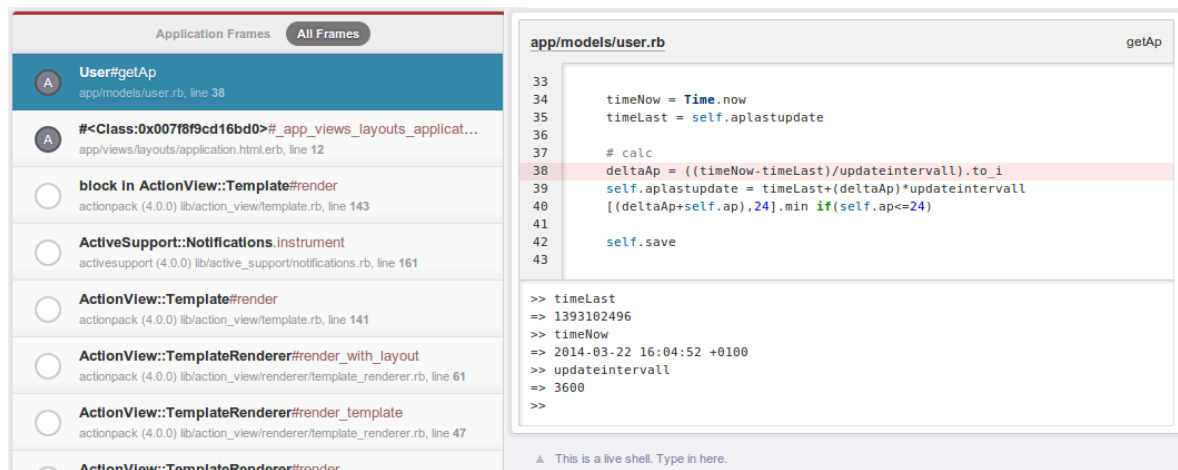 Application Frames All Frames
A
User#getAp
app/models/user.rb, line 38
A
#<Class:0x007f8f9cd16bd0>#_app_views_layouts_applicat...
app/views/layouts/application.html.erb, line 12
block in ActionView::Template#render
actionpack (4.0.0) lib/action_view/template.rb, line 143
ActiveSupport::Notifications.instrument
activesupport (4.0.0) lib/active_support/notifications.rb, line 161
ActionView::Template#render
actionpack (4.0.0) lib/action_view/template.rb, line 141
ActionView::TemplateRenderer#render_with_layout
actionpack (4.0.0) lib/action_view/renderer/template_renderer.rb, line 61
ActionView::TemplateRenderer#render_template
actionpack (4.0.0) lib/action_view/renderer/template_renderer.rb, line 47
ActionView::TemplateRenderer#render
app/models/user.rb getAp
33
34 timeNow = Time.now
35 timeLast = self.aplastupdate
36
37 # calc
38 deltaAp = ((timeNow-timeLast)/updateintervall).to_i
39 self.aplastupdate = timeLast+(deltaAp)*updateintervall
40 [(deltaAp+self.ap),24].min if(self.ap<=24)
41
42 self.save
43
>> timeLast
=> 1393102496
>> timeNow
=> 2014-03-22 16:04:52 +0100
>> updateintervall
=> 3600
>>
▲ This is a live shell. Type in here.